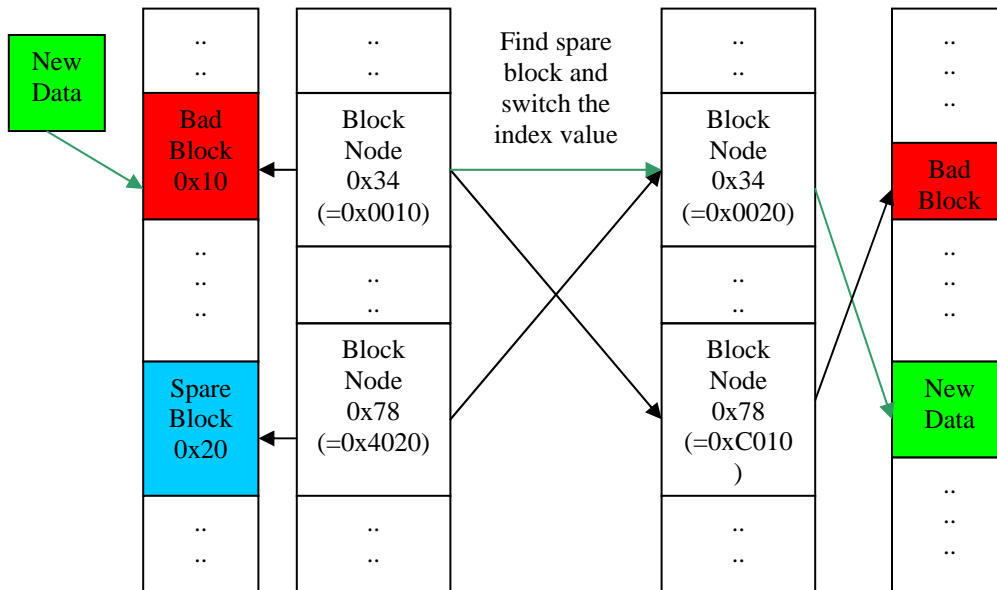 New
Data
..
..
Bad
Block
0x10
..
..
..
Spare
Block
0x20
..
..
..
..
Block
Node
0x34
(=0x0010)
..
..
Block
Node
0x78
(=0x4020)
..
..
Find spare
block and
switch the
index value
..
..
Block
Node
0x34
(=0x0020)
..
..
Block
Node
0x78
(=0xC010
)
..
..
..
..
..
Bad
Block
..
..
..
New
Data
..
..
..